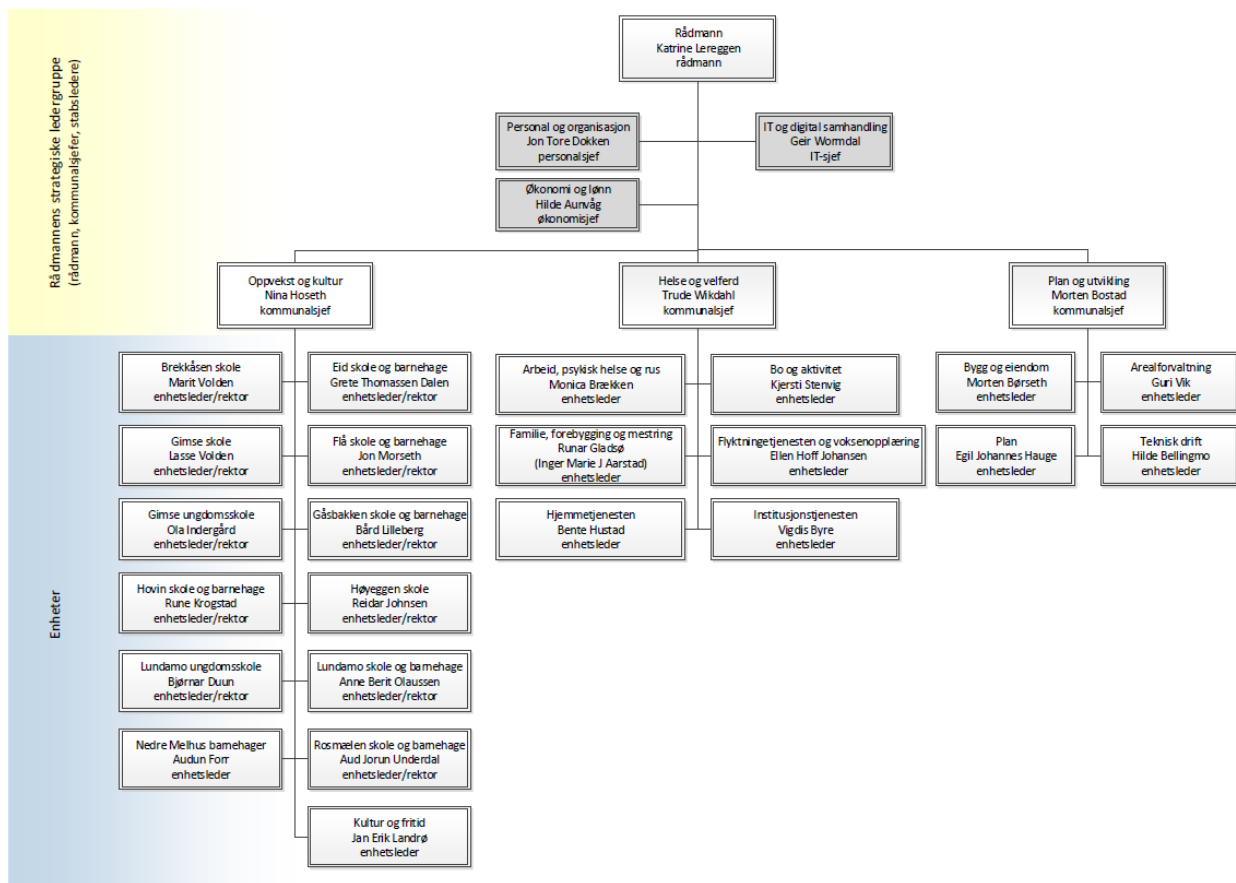 Rådmannens strategiske ledergruppe
(rådmann, kommunalsjefer, stabsledere)
Rådmann
Katrine Lereggen
rådmann
Personal og organisasjon
Jon Tore Dokken
personalsjef
IT og digital samhandling
Geir Wormdal
IT-sjef
Økonomi og lønn
Hilde Aunvåg
økonomisjef
Oppvekst og kultur
Nina Hoseth
kommunalsjef
Helse og velferd
Trude Wikdahl
kommunalsjef
Plan og utvikling
Morten Bostad
kommunalsjef
Enheter
Brekkåsen skole
Marit Volden
enhetsleder/rektor
Eid skole og barnehage
Grete Thomassen Dalen
enhetsleder/rektor
Gimse skole
Lasse Volden
enhetsleder/rektor
Flå skole og barnehage
Jon Morseth
enhetsleder/rektor
Gimse ungdomsskole
Ola Indergård
enhetsleder/rektor
Gåsbakken skole og barnehage
Bård Lilleberg
enhetsleder/rektor
Hovin skole og barnehage
Rune Krogstad
enhetsleder/rektor
Høyeggen skole
Reidar Johnsen
enhetsleder/rektor
Lundamo ungdomsskole
Bjørnar Duun
enhetsleder/rektor
Lundamo skole og barnehage
Anne Berit Olaussen
enhetsleder/rektor
Nedre Melhus barnehager
Audun Forr
enhetsleder
Rosmælen skole og barnehage
Aud Jorun Underdal
enhetsleder/rektor
Kultur og fritid
Jan Erik Landrø
enhetsleder
Arbeid, psykisk helse og rus
Monica Brækken
enhetsleder
Bo og aktivitet
Kjersti Stenvig
enhetsleder
Familie, forebygging og mestring
Runar Gladsø
(Inger Marie J Aarstad)
enhetsleder
Flyktningetjenesten og voksenopplæring
Ellen Hoff Johansen
enhetsleder
Hjemmetjenesten
Bente Hustad
enhetsleder
Institusjonstjenesten
Vigdis Byre
enhetsleder
Bygg og eiendom
Morten Børseth
enhetsleder
Arealforvaltning
Guri Vik
enhetsleder
Plan
Egil Johannes Hauge
enhetsleder
Teknisk drift
Hilde Bellingmo
enhetsleder